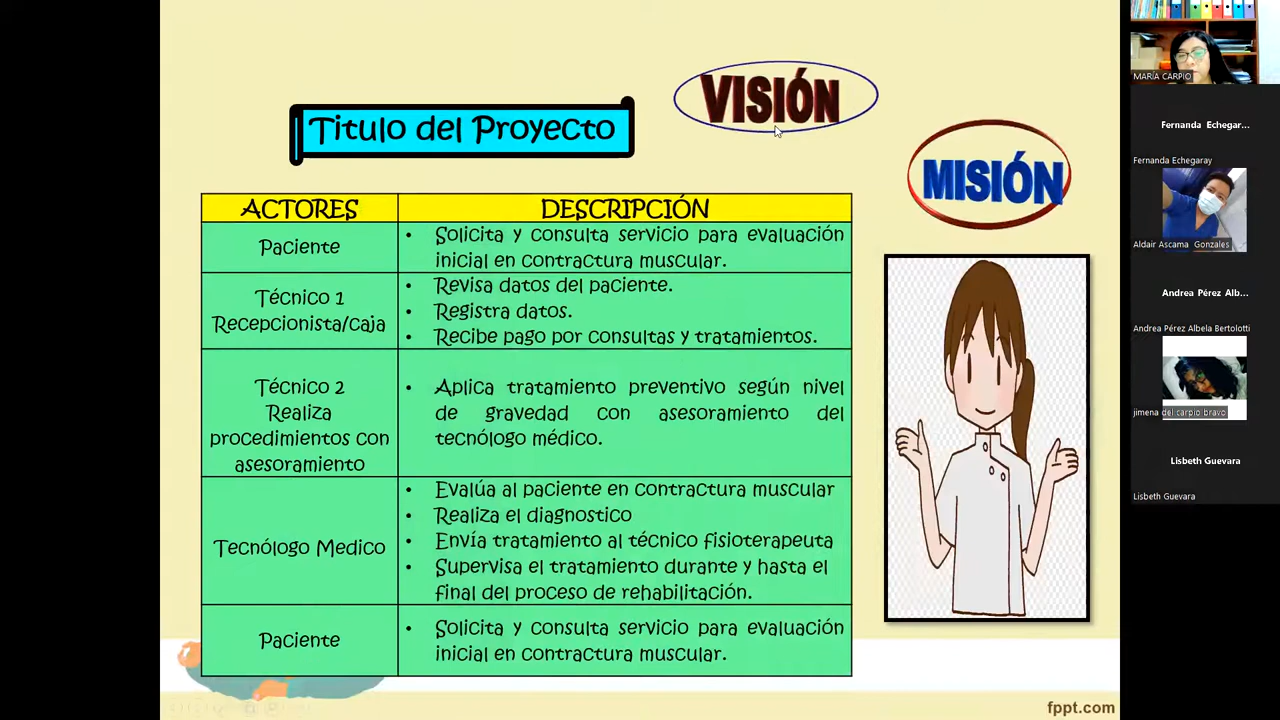 VISIÓN
Titulo del Proyecto
MISIÓN
ACTORES
DESCRIPCIÓN
Paciente
• Solicita y consulta servicio para evaluación
inicial en contractura muscular.
Técnico 1
Recepcionista/caja
• Revisa datos del paciente.
• Registra datos.
• Recibe pago por consultas y tratamientos.
Técnico 2
Realiza
procedimientos con
asesoramiento
• Aplica tratamiento preventivo según nivel
de gravedad con asesoramiento del
tecnólogo médico.
Tecnólogo Medico
• Evalúa al paciente en contractura muscular
• Realiza el diagnostico
• Envía tratamiento al técnico fisioterapeuta
• Supervisa el tratamiento durante y hasta el
final del proceso de rehabilitación.
Paciente
• Solicita y consulta servicio para evaluación
inicial en contractura muscular.
fppt.com
MARÍA CARPIO
Fernanda Echegar...
Fernanda Echegaray
Aldair Ascama Gonzales
Andrea Pérez Alb...
Andrea Pérez Albela Bertolotti
jimena del carpio bravo
Lisbeth Guevara
Lisbeth Guevara